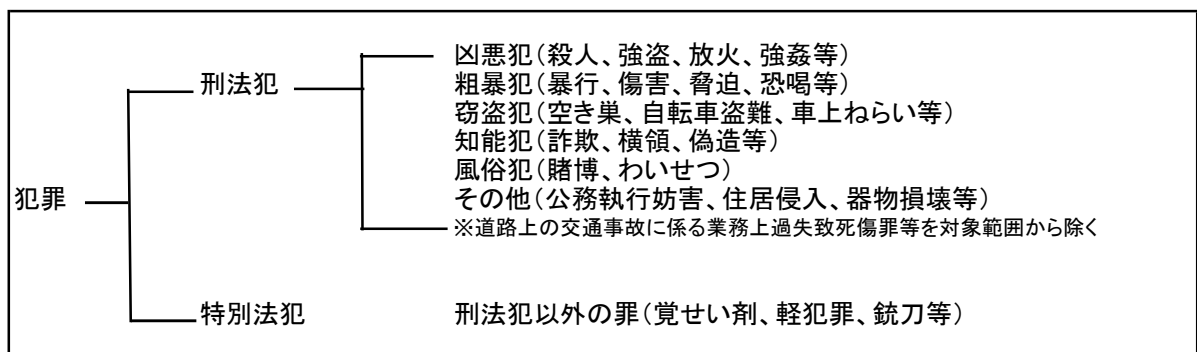 凶悪犯(殺人、強盗、放火、強姦等)
刑法犯
粗暴犯(暴行、傷害、脅迫、恐喝等)
窃盗犯(空き巣、自転車盗難、車上ねらい等)
知能犯(詐欺、横領、偽造等)
風俗犯(賭博、わいせつ)
犯罪
その他(公務執行妨害、住居侵入、器物損壊等)
※道路上の交通事故に係る業務上過失致死傷罪等を対象範囲から除く
特別法犯 刑法犯以外の罪(覚せい剤、軽犯罪、銃刀等)